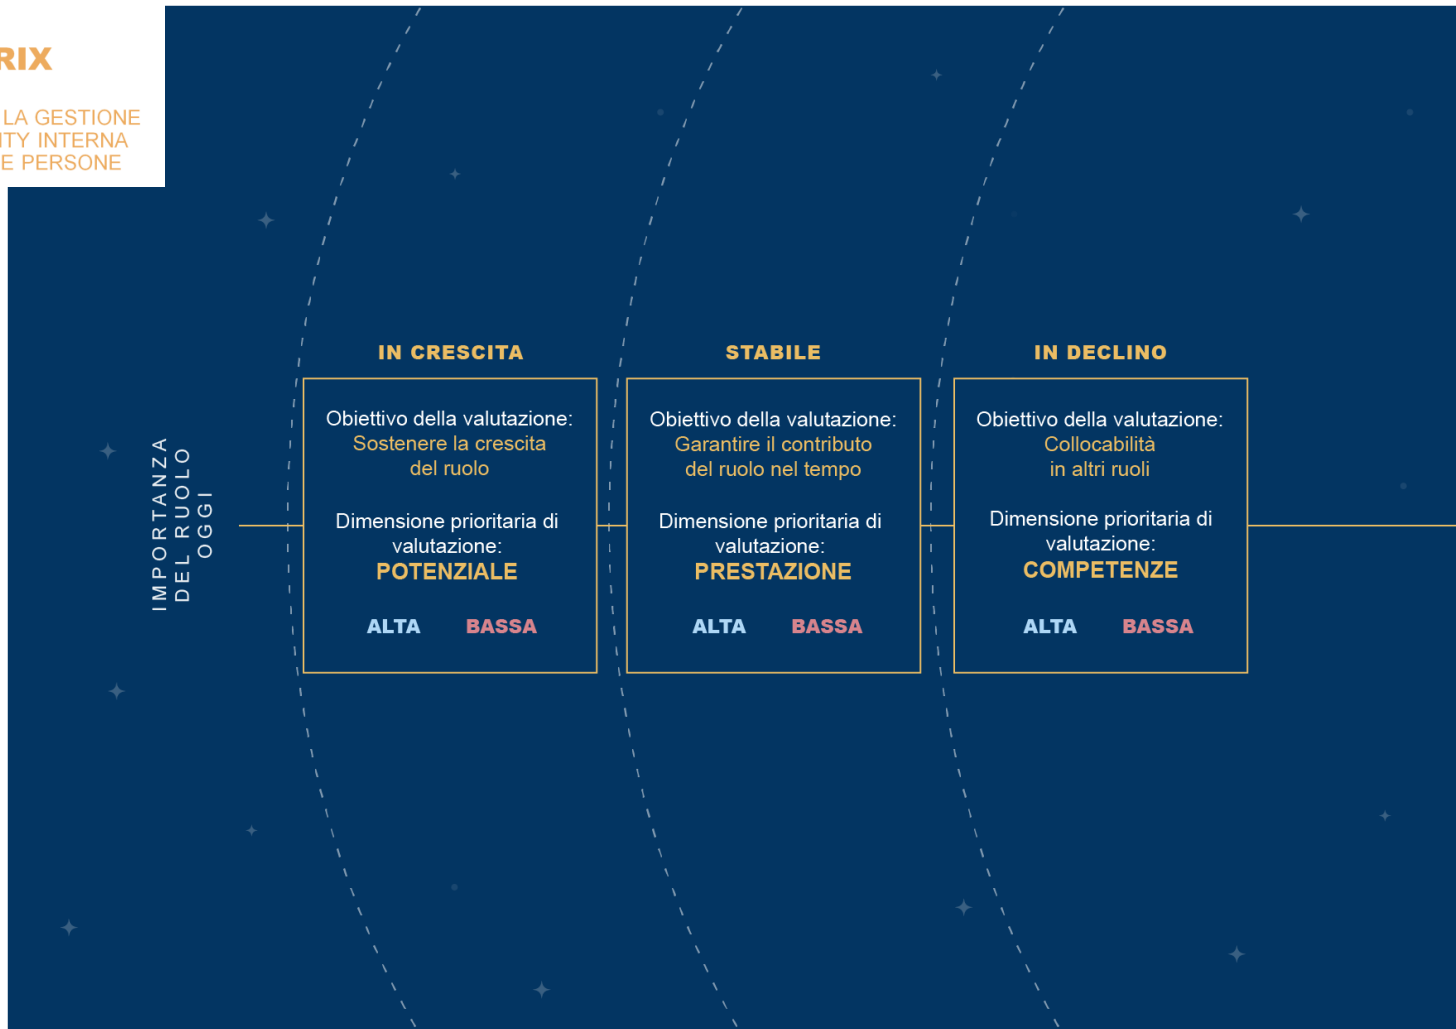 RIX
LA GESTIONE
ITY INTERNA
E PERSONE
IMPORTANZA
DEL RUOLO
OGGI
IN CRESCITA
Obiettivo della valutazione:
Sostenere la crescita
del ruolo
Dimensione prioritaria di
valutazione:
POTENZIALE
ALTA BASSA
STABILE
Obiettivo della valutazione:
Garantire il contributo
del ruolo nel tempo
Dimensione prioritaria di
valutazione:
PRESTAZIONE
ALTA BASSA
IN DECLINO
Obiettivo della valutazione:
Collocabilità
in altri ruoli
Dimensione prioritaria di
valutazione:
COMPETENZE
ALTA BASSA